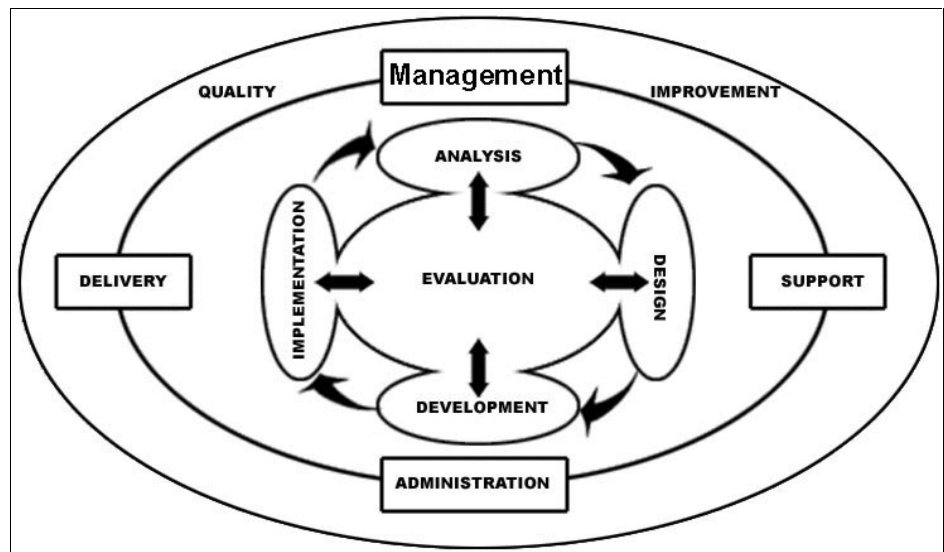 Management
QUALITY
IMPROVEMENT
ANALYSIS
IMPLEMENTATION
DELIVERY
EVALUATION
DESIGN
SUPPORT
DEVELOPMENT
ADMINISTRATION